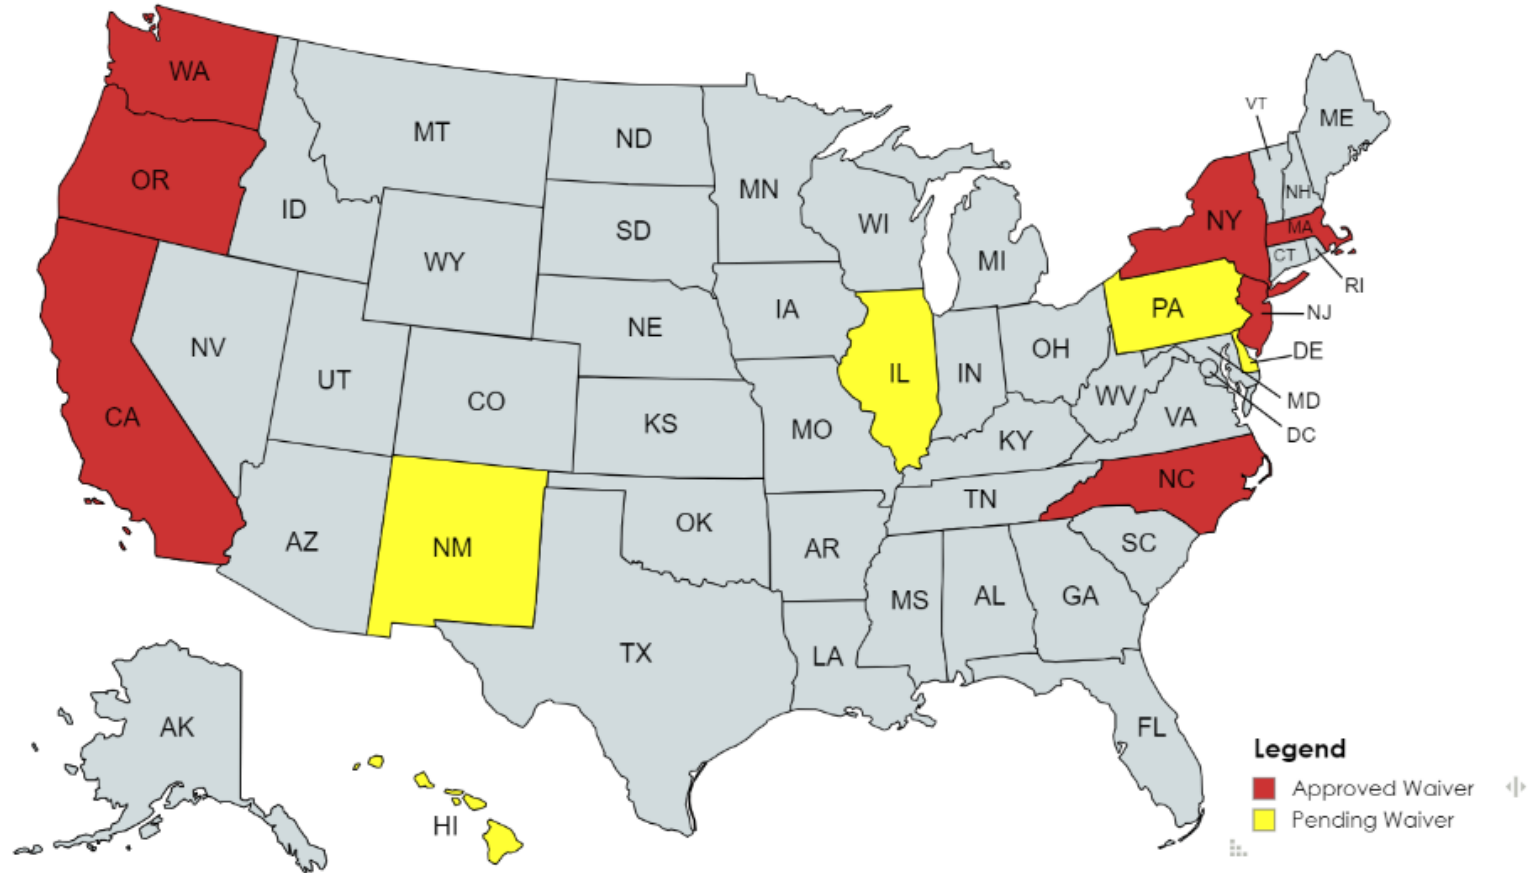 WA
VT
ME
MT
ND
OR
MN
NH
ID
NY
MA
SD
WI
CT
WY
MI
RI
IA
PA
NJ
NE
NV
OH
DE
UT
IL
IN
CO
WV
MD
CA
KS
MO
VA
DC
KY
NC
TN
OK
AZ
NM
AR
SC
MS
AL
GA
TX
LA
AK
FL
HI
Legend
Approved Waiver
Pending Waiver